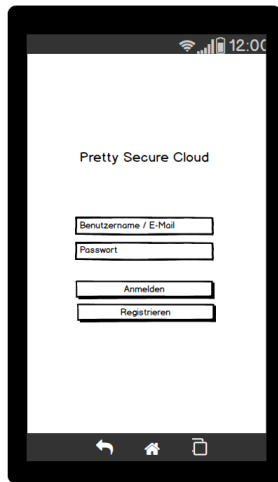 12:00
Pretty Secure Cloud
Benutzername / E-Mail
Passwort
Anmelden
Registrieren